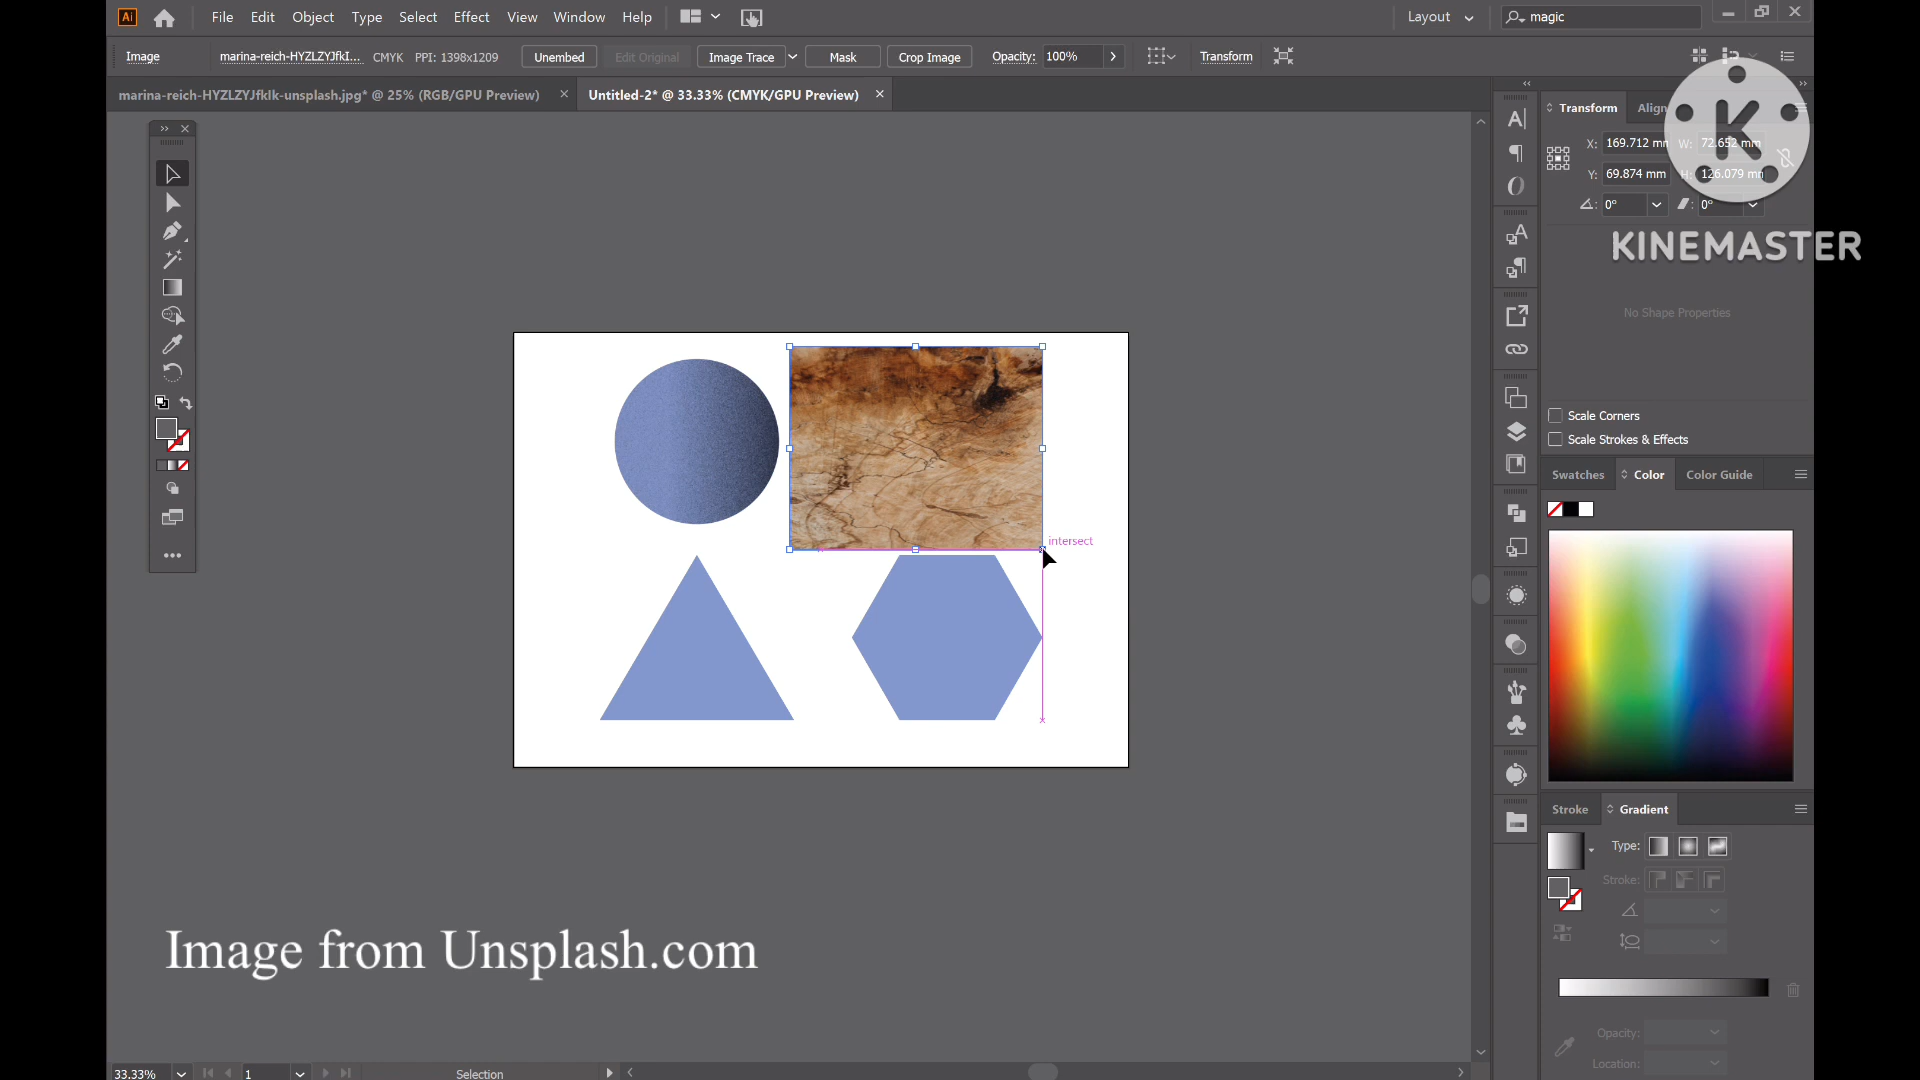 File Edit Object Type Select Effect View Window Help
Layout
magic
Image
marina-reich-HYZLZYJfkI...
CMYK
PPI: 1398x1209
Unembed
Edit Original
Image Trace
Mask
Crop Image
Opacity:
100%
Transform
marina-reich-HYZLZYJfkIk-unsplash.jpg* @ 25% (RGB/GPU Preview)
Untitled-2* @ 33.33% (CMYK/GPU Preview)
Transform
Align
X: 169.712 mm
W: 72.652 mm
Y: 69.874 mm
H: 126.079 mm
0°
0°
K
KINEMASTER
No Shape Properties
Scale Corners
Scale Strokes & Effects
Swatches
Color
Color Guide
intersect
Stroke
Gradient
Type:
Stroke:
Opacity:
Location:
Image from Unsplash.com
33.33%
1
Selection